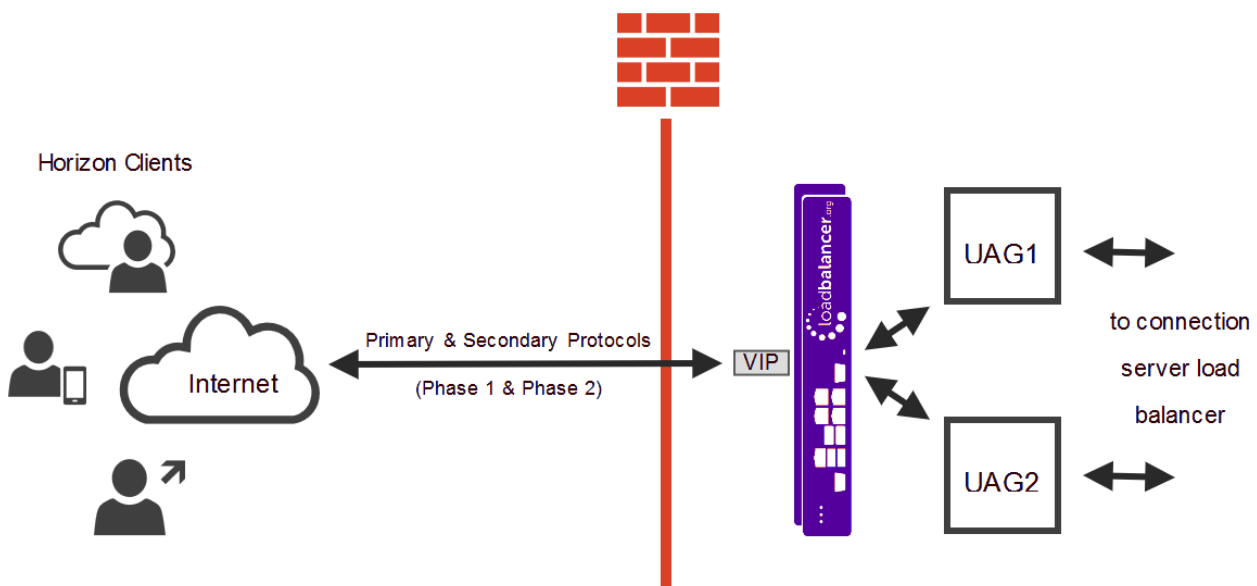 Horizon Clients
Internet
Primary & Secondary Protocols
(Phase 1 & Phase 2)
VIP
loadbalancer.org
UAG1
UAG2
to connection
server load
balancer